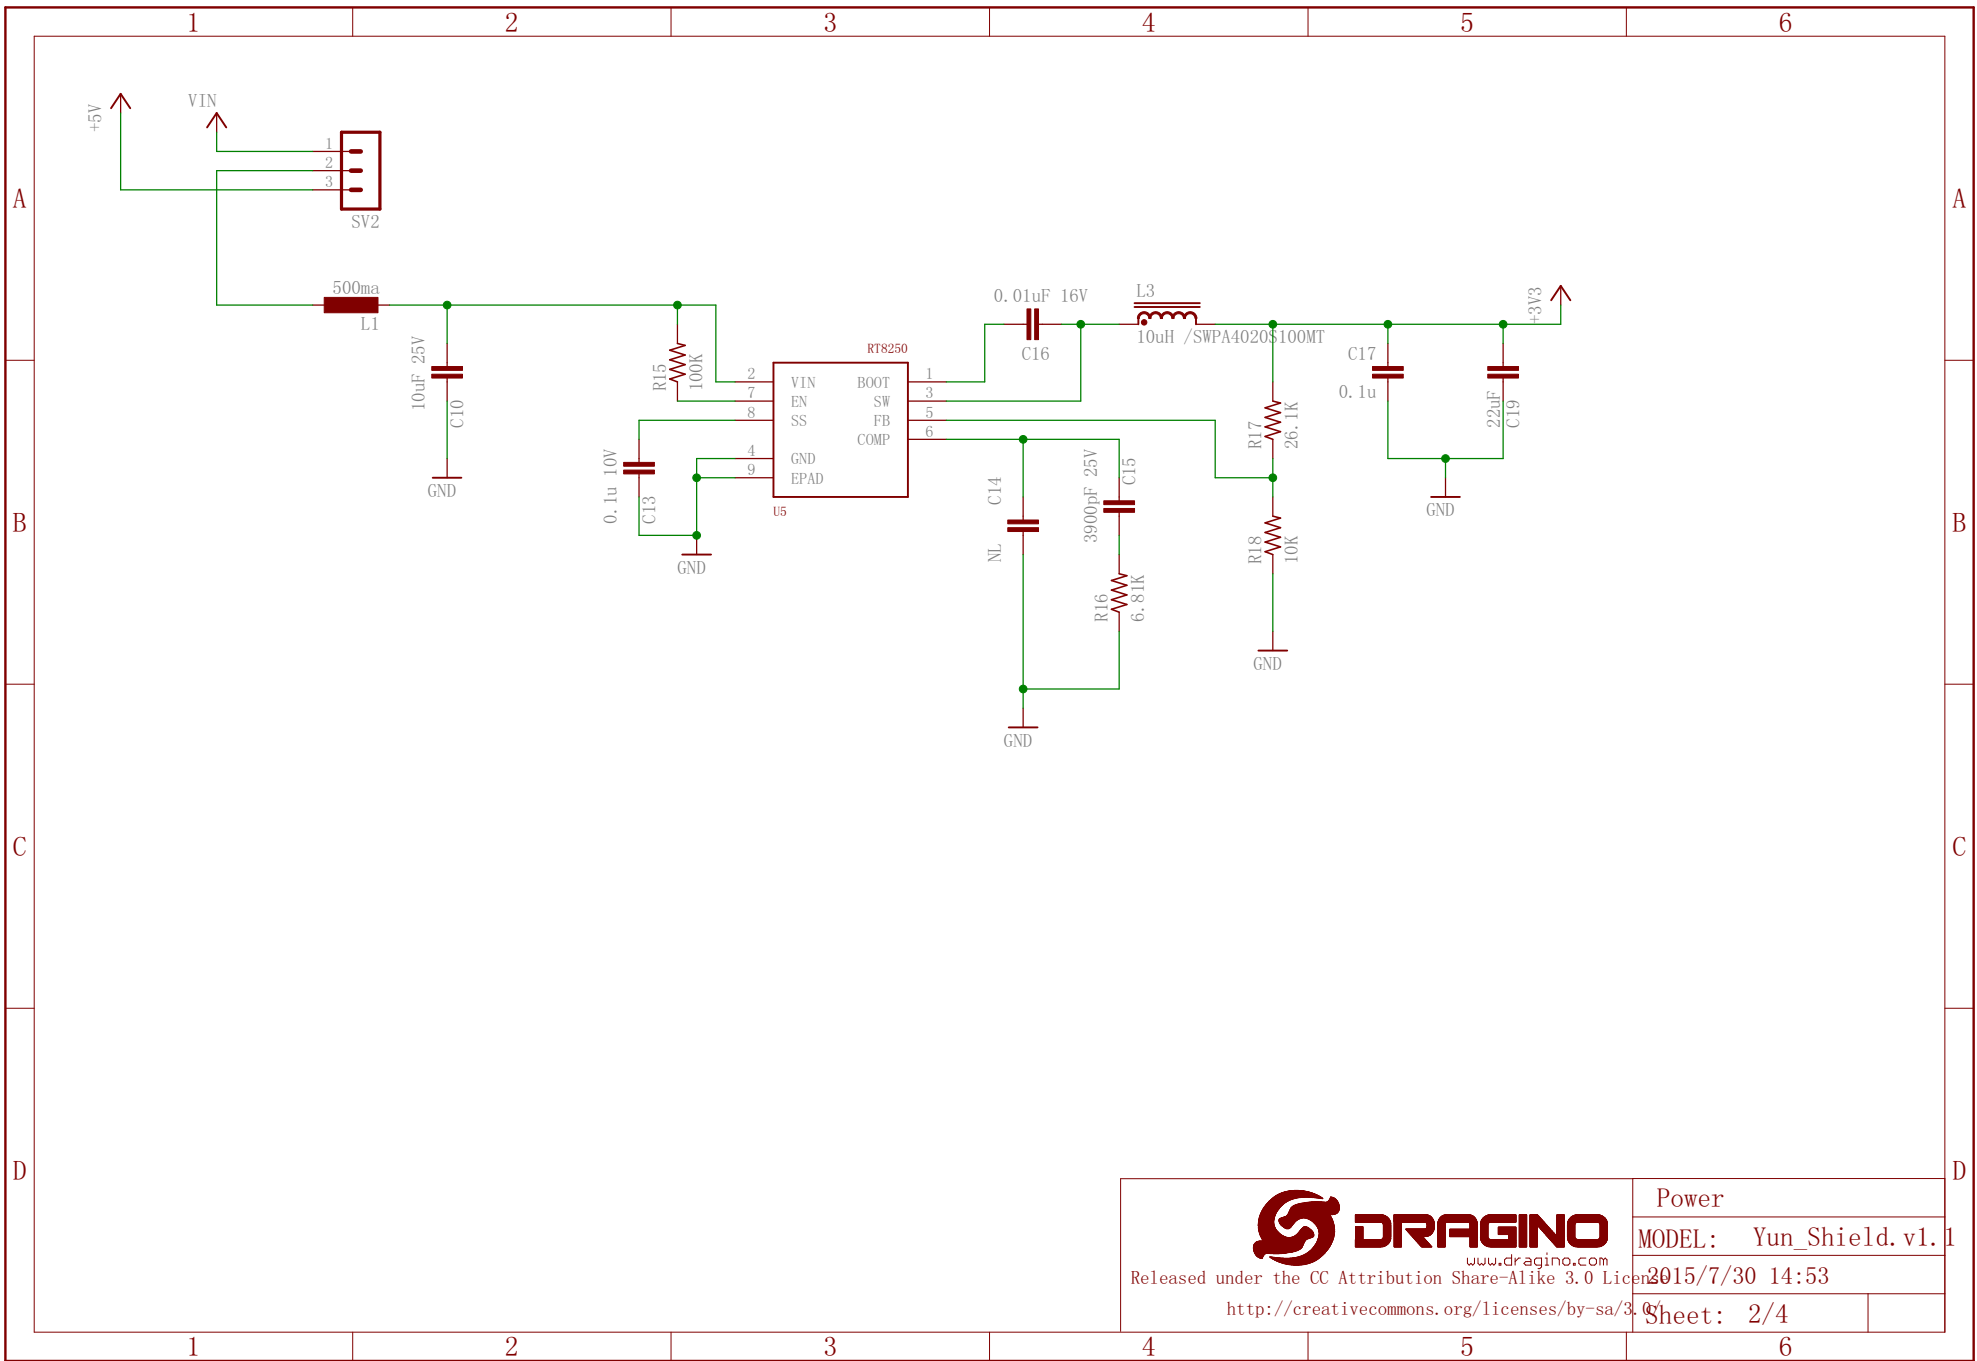 1 2 3 4 5 6
A A
B B
C C
D D
+5V
VIN
1
2
3
SV2
500ma
L1
10uF 25V
C10
GND
R15
100K
RT8250
2 VIN BOOT 1
7 EN SW 3
8 SS FB 5
COMP 6
4 GND
9 EPAD
U5
0.1u 10V
C13
GND
0.01uF 16V
C16
L3
10uH /SWPA4020S100MT
+3V3
C17
0.1u
22uF
C19
GND
R17
26.1K
R18
10K
GND
C14
NL
3900pF 25V
C15
R16
6.81K
GND
DRAGINO
www.dragino.com
Released under the CC Attribution Share-Alike 3.0 License
http://creativecommons.org/licenses/by-sa/3.0/
Power
MODEL: Yun_Shield.v1.1
2015/7/30 14:53
Sheet: 2/4
1 2 3 4 5 6